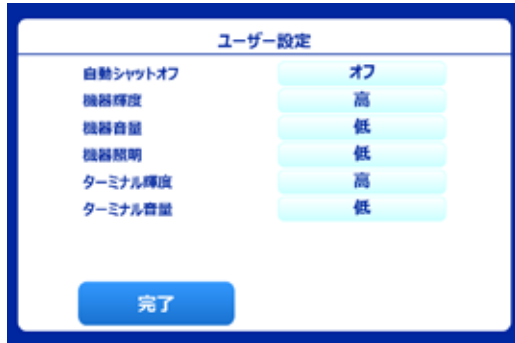 ユーザー設定
自動シャットオフ オフ
機器輝度 高
機器音量 低
機器照明 低
ターミナル輝度 高
ターミナル音量 低
完了